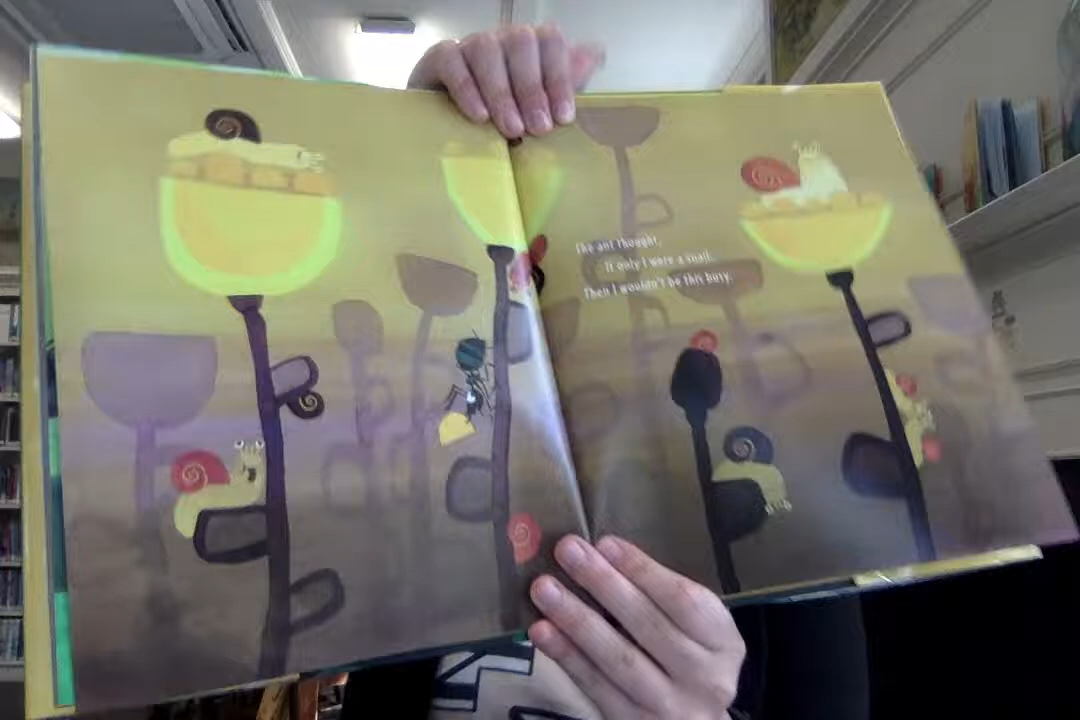 The ant thought,
If only I were a snail.
Then I wouldn't be this busy.